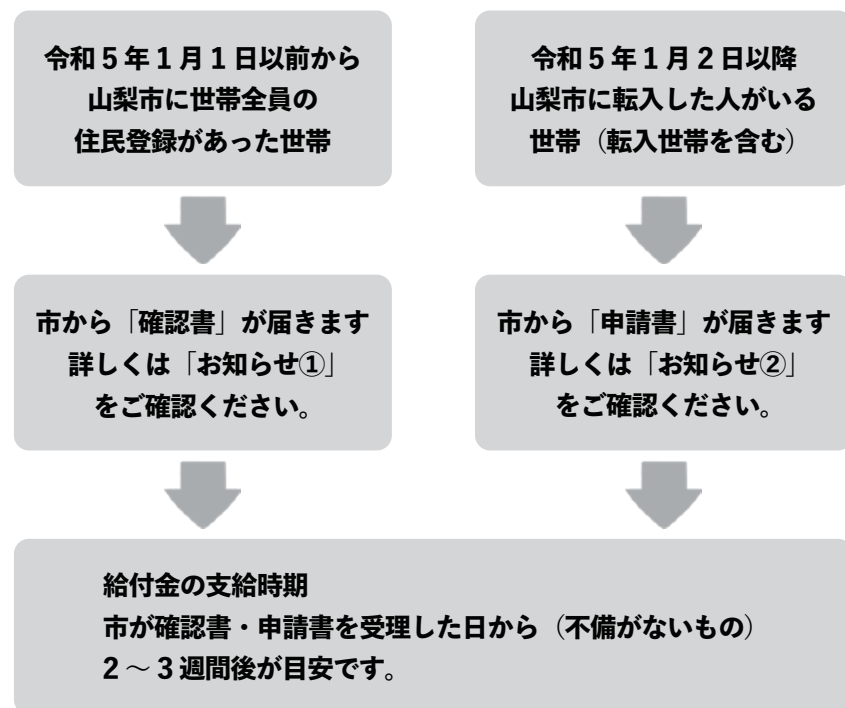 令和5年1月1日以前から
山梨市に世帯全員の
住民登録があった世帯
令和5年1月2日以降
山梨市に転入した人がいる
世帯（転入世帯を含む）
市から「確認書」が届きます
詳しくは「お知らせ①」
をご確認ください。
市から「申請書」が届きます
詳しくは「お知らせ②」
をご確認ください。
給付金の支給時期
市が確認書・申請書を受理した日から（不備がないもの）
2～3週間後が目安です。